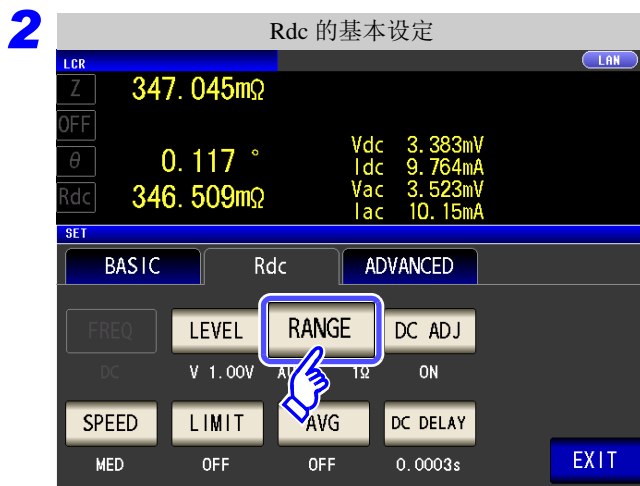 2
Rdc 的基本设定
LCR
LAN
Z 347.045mΩ
OFF
θ 0.117 °
Rdc 346.509mΩ
Vdc 3.383mV
Idc 9.764mA
Vac 3.523mV
Iac 10.15mA
SET
BASIC Rdc ADVANCED
FREQ LEVEL RANGE DC ADJ
DC V 1.00V 1Ω ON
SPEED LIMIT AVG DC DELAY
MED OFF OFF 0.0003s
EXIT